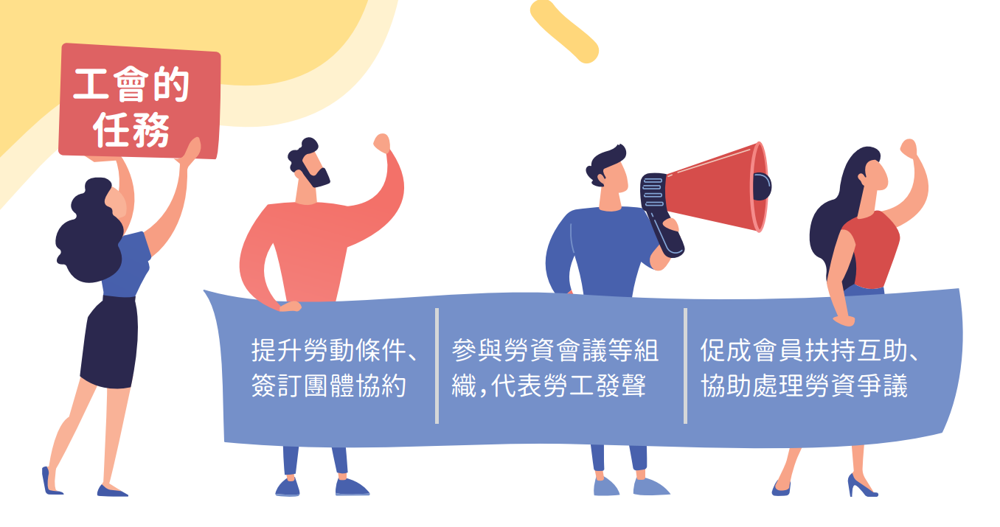 工會的
任務
提升勞動條件、
簽訂團體協約
參與勞資會議等組
織,代表勞工發聲
促成會員扶持互助、
協助處理勞資爭議